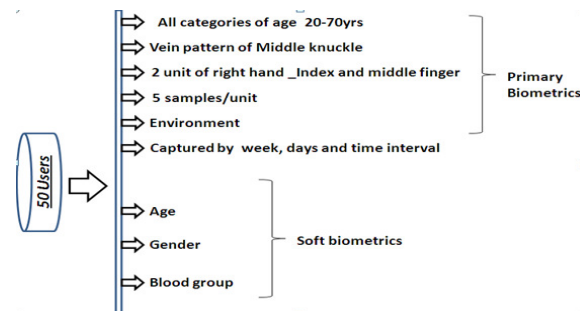 All categories of age 20-70yrs
Vein pattern of Middle knuckle
2 unit of right hand _Index and middle finger
5 samples/unit
Environment
Captured by week, days and time interval
Primary
Biometrics
50 Users
Age
Gender
Blood group
Soft biometrics